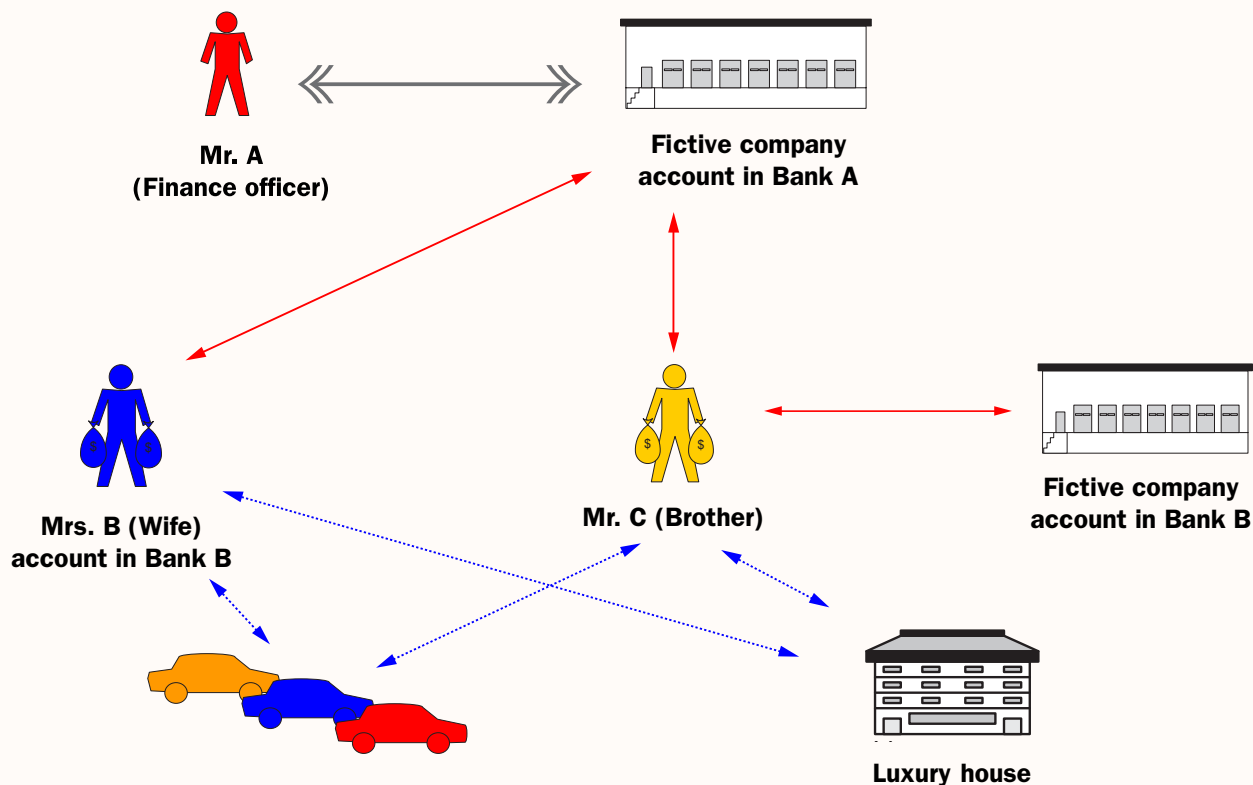 Mr. A
(Finance officer)
Fictive company
account in Bank A
$ $
$ $
Mrs. B (Wife)
account in Bank B
Mr. C (Brother)
Fictive company
account in Bank B
Luxury house